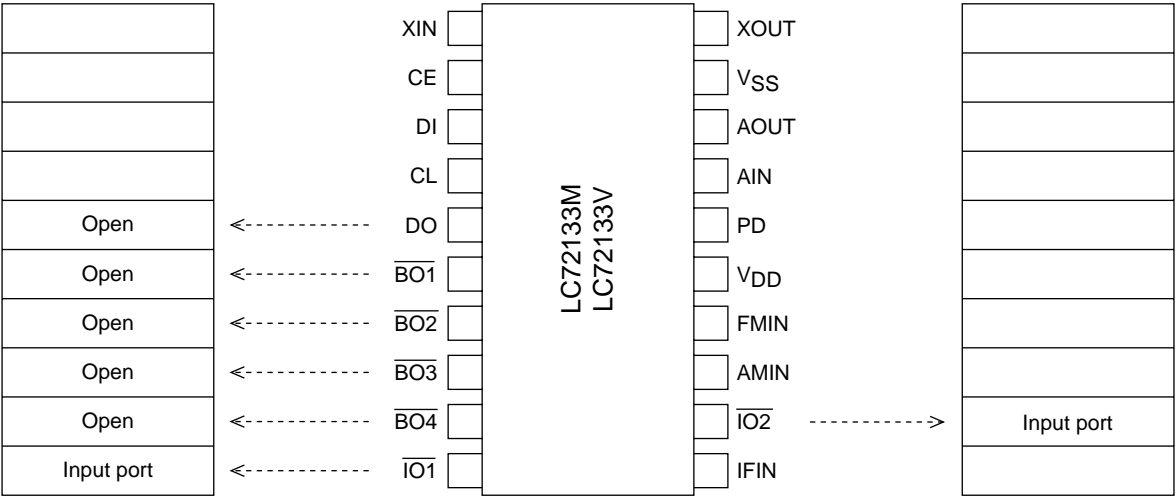 XIN XOUT
CE VSS
DI AOUT
CL AIN
Open DO PD
Open BO1 VDD
Open BO2 FMIN
Open BO3 AMIN
Open BO4 IO2 Input port
Input port IO1 IFIN
LC72133M
LC72133V